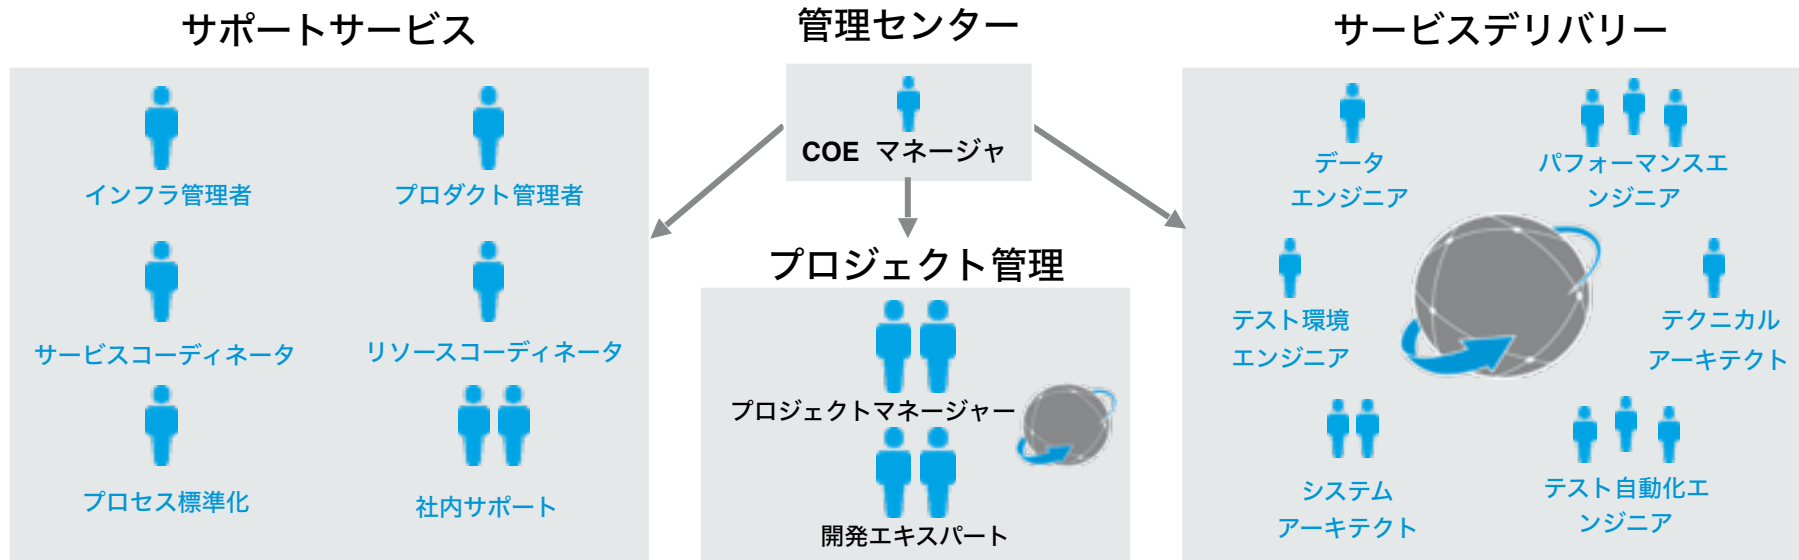 サポートサービス
インフラ管理者
プロダクト管理者
サービスコーディネータ
リソースコーディネータ
プロセス標準化
社内サポート
管理センター
COE マネージャ
プロジェクト管理
プロジェクトマネージャー
開発エキスパート
サービスデリバリー
データ
エンジニア
パフォーマンスエ
ンジニア
テスト環境
エンジニア
テクニカル
アーキテクト
システム
アーキテクト
テスト自動化エ
ンジニア